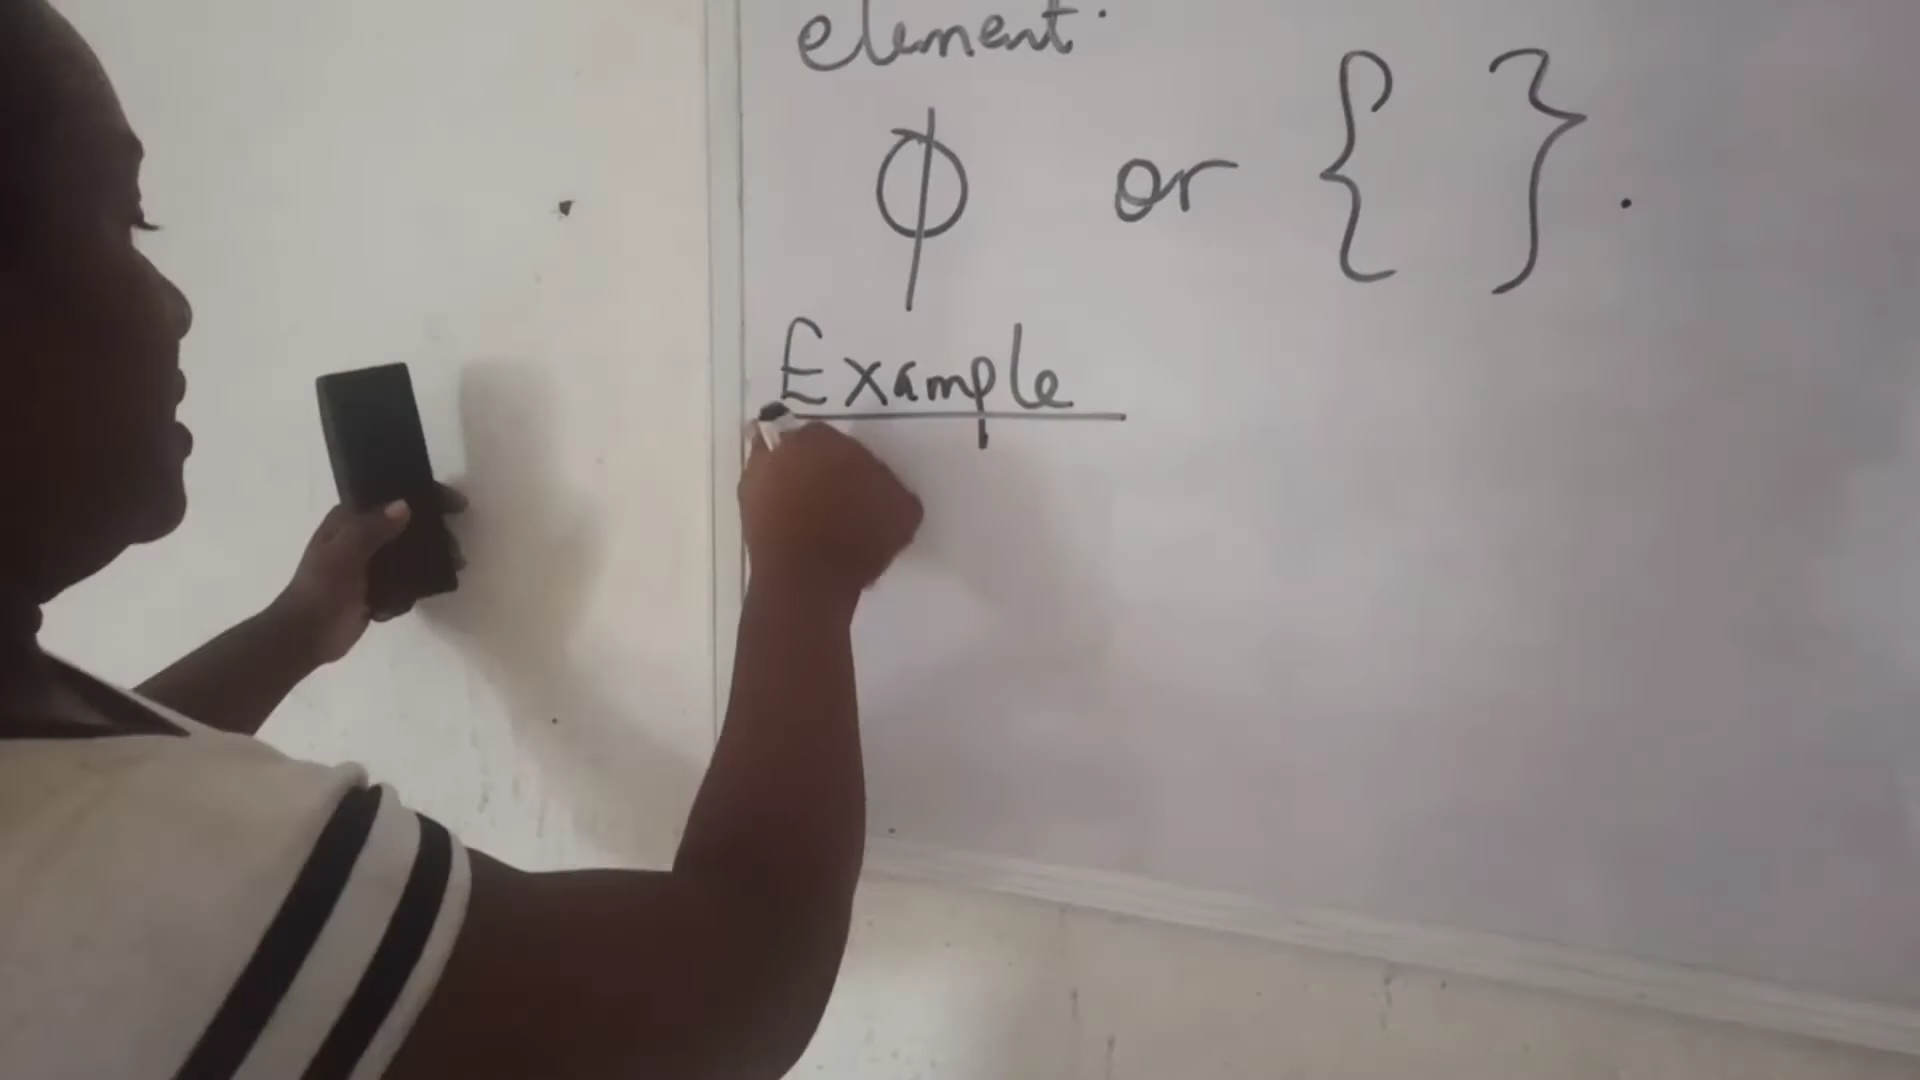 element.
∅ or { }.
Example